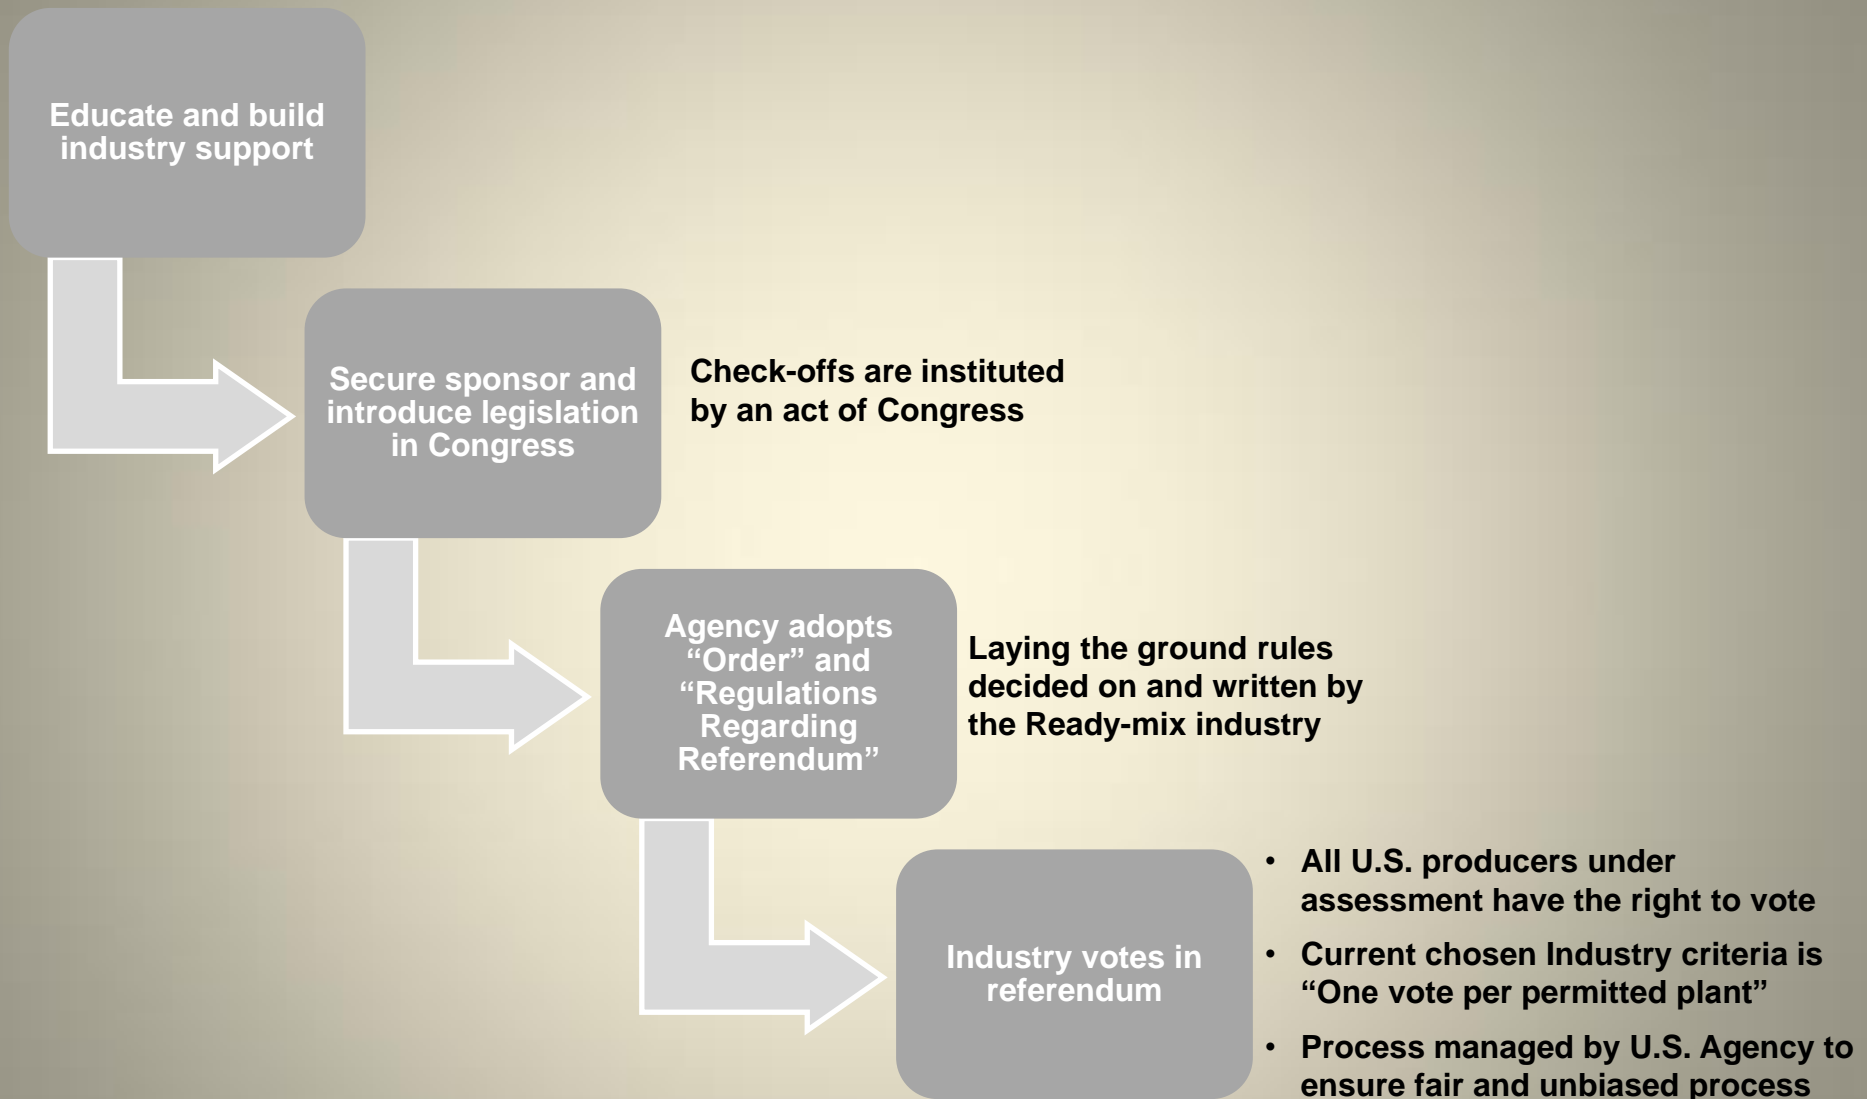 Educate and build
industry support
Secure sponsor and
introduce legislation
in Congress
Check-offs are instituted
by an act of Congress
Agency adopts
“Order” and
“Regulations
Regarding
Referendum”
Laying the ground rules
decided on and written by
the Ready-mix industry
Industry votes in
referendum
• All U.S. producers under
assessment have the right to vote
• Current chosen Industry criteria is
“One vote per permitted plant”
• Process managed by U.S. Agency to
ensure fair and unbiased process